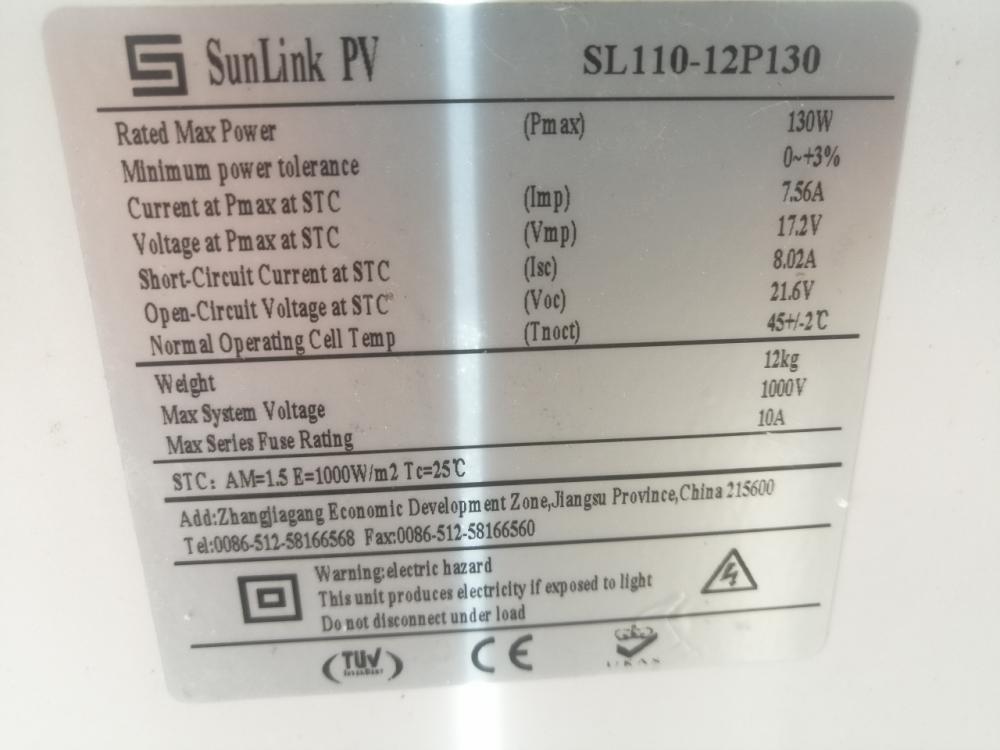 SunLink PV SL110-12P130
Rated Max Power (Pmax) 130W
Minimum power tolerance 0~+3%
Current at Pmax at STC (Imp) 7.56A
Voltage at Pmax at STC (Vmp) 17.2V
Short-Circuit Current at STC (Isc) 8.02A
Open-Circuit Voltage at STC (Voc) 21.6V
Normal Operating Cell Temp (Tnoct) 45+/-2℃
Weight 12kg
Max System Voltage 1000V
Max Series Fuse Rating 10A
STC: AM=1.5 E=1000W/m2 Tc=25℃
Add:Zhangjiagang Economic Development Zone,Jiangsu Province,China 215600
Tel:0086-512-58166568 Fax:0086-512-58166560
Warning:electric hazard
This unit produces electricity if exposed to light
Do not disconnect under load
TÜV CE